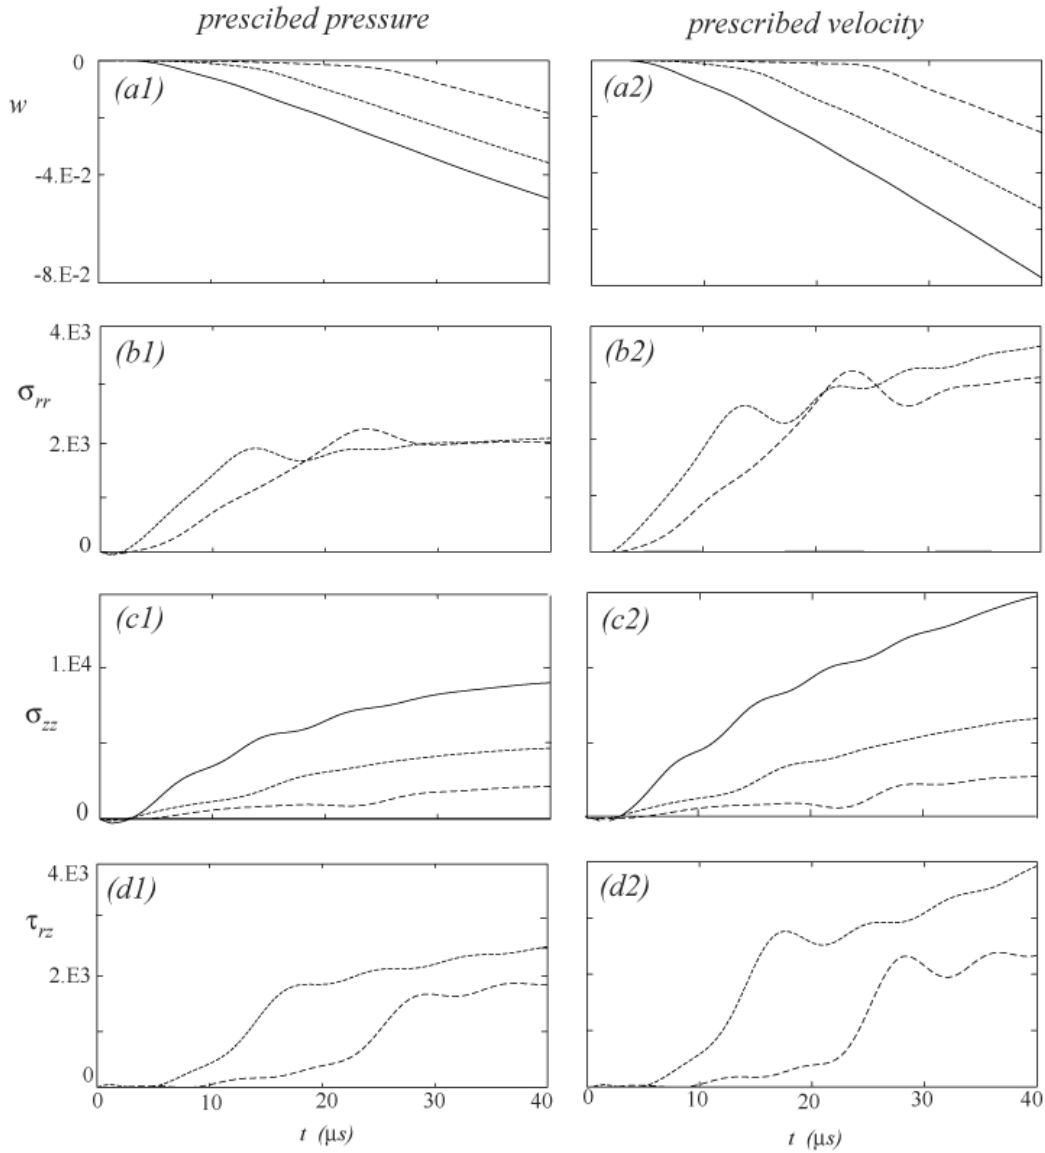 prescibed pressure
prescribed velocity
0
(a1)
(a2)
w
-4.E-2
-8.E-2
4.E3
(b1)
(b2)
σrr
2.E3
0
(c1)
(c2)
1.E4
σzz
0
4.E3
(d1)
(d2)
τrz
2.E3
0
0 10 20 30 40
0 10 20 30 40
t (μs)
t (μs)